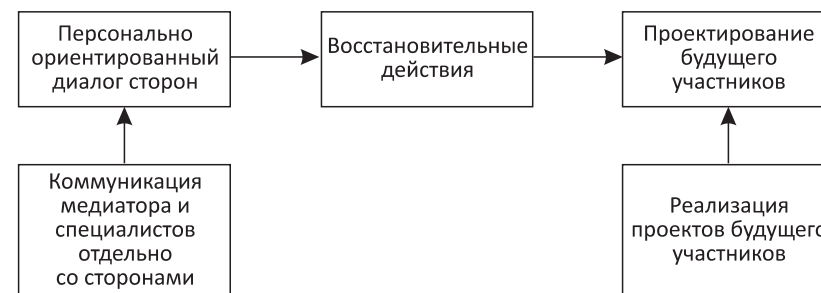 Персонально
ориентированный
диалог сторон
Восстановительные
действия
Проектирование
будущего
участников
Коммуникация
медиатора и
специалистов
отдельно
со сторонами
Реализация
проектов будущего
участников